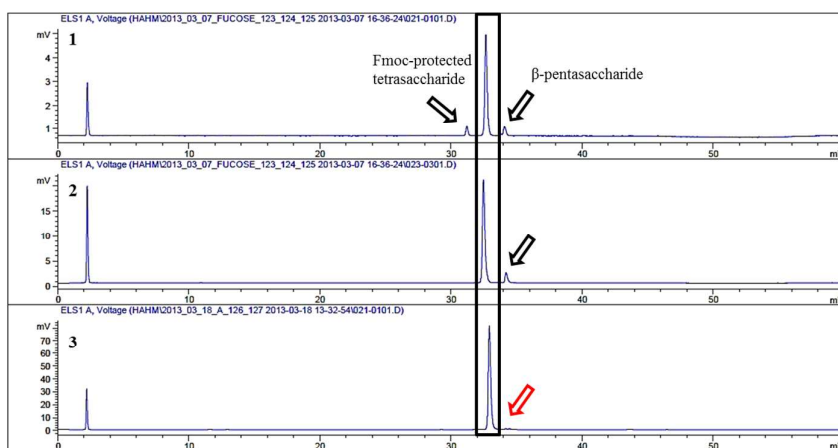 ELS1 A, Voltage (HAHM\2013_03_07_FUCOSE_123_124_125 2013-03-07 16-36-24\021-0101.D)
mV
1
Fmoc-protected
tetrasaccharide
β-pentasaccharide
4
3
2
1
0 10 20 30 40 50 m
ELS1 A, Voltage (HAHM\2013_03_07_FUCOSE_123_124_125 2013-03-07 16-36-24\023-0301.D)
mV
2
15
10
5
0
0 10 20 30 40 50 m
ELS1 A, Voltage (HAHM\2013_03_18_A_126_127 2013-03-18 13-32-54\021-0101.D)
mV
3
70
60
50
40
30
20
10
0
0 10 20 30 40 50 m